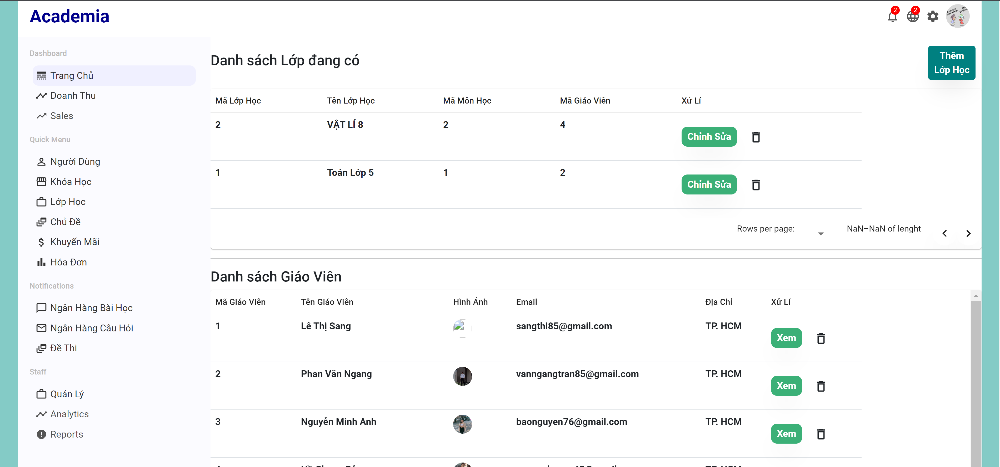 Academia
2
2
Dashboard
Trang Chủ
Doanh Thu
Sales
Quick Menu
Người Dùng
Khóa Học
Lớp Học
Chủ Đề
Khuyến Mãi
Hóa Đơn
Notifications
Ngân Hàng Bài Học
Ngân Hàng Câu Hỏi
Đề Thi
Staff
Quản Lý
Analytics
Reports
Danh sách Lớp đang có
Thêm
Lớp Học
Mã Lớp Học Tên Lớp Học Mã Môn Học Mã Giáo Viên Xử Lí
2 VẬT LÍ 8 2 4 Chỉnh Sửa
1 Toán Lớp 5 1 2 Chỉnh Sửa
Rows per page: NaN–NaN of lenght
Danh sách Giáo Viên
Mã Giáo Viên Tên Giáo Viên Hình Ảnh Email Địa Chỉ Xử Lí
1 Lê Thị Sang sangthi85@gmail.com TP. HCM Xem
2 Phan Văn Ngang vanngangtran85@gmail.com TP. HCM Xem
3 Nguyễn Minh Anh baonguyen76@gmail.com TP. HCM Xem